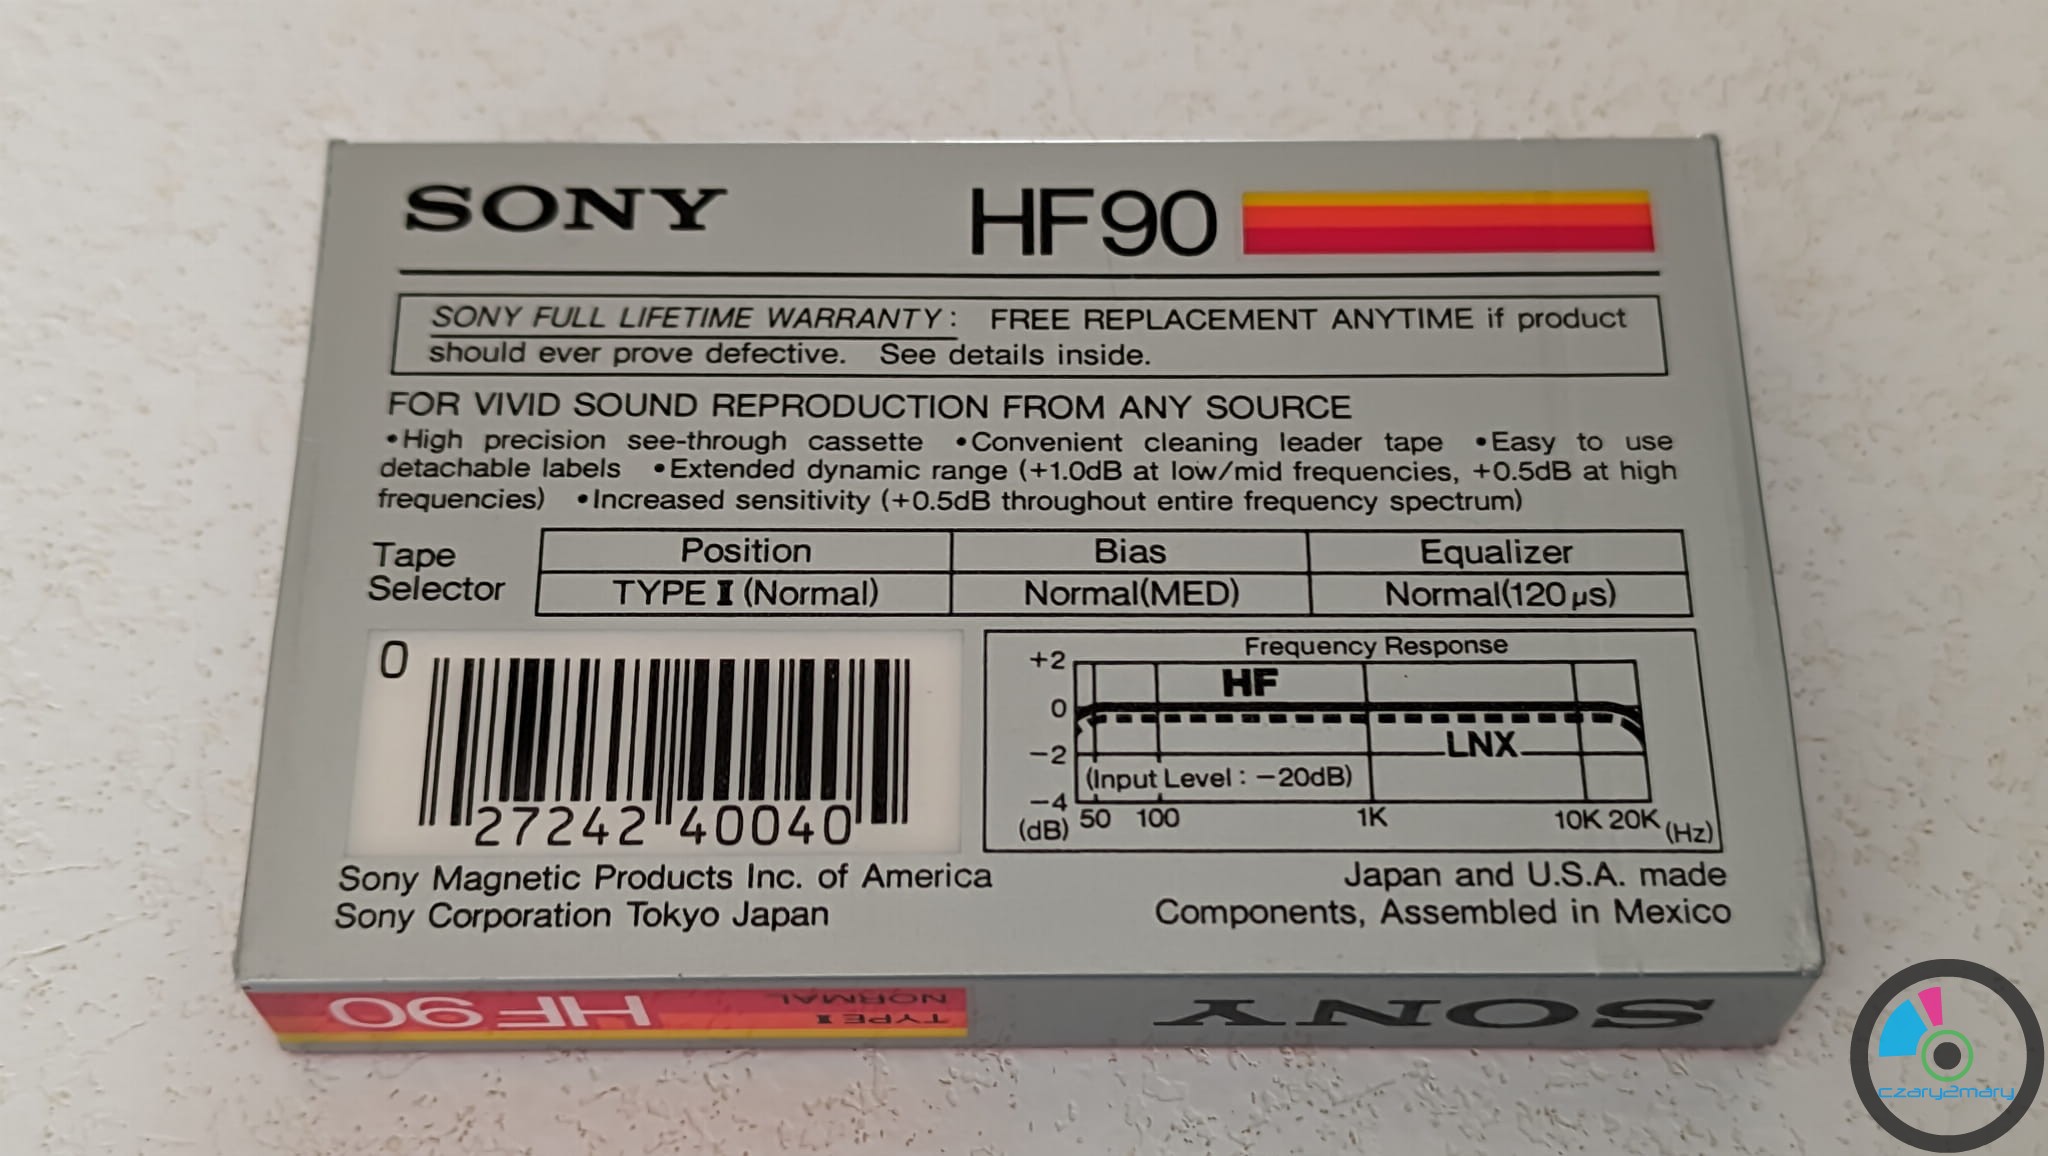 SONY HF90
SONY FULL LIFETIME WARRANTY: FREE REPLACEMENT ANYTIME if product
should ever prove defective. See details inside.
FOR VIVID SOUND REPRODUCTION FROM ANY SOURCE
•High precision see-through cassette •Convenient cleaning leader tape •Easy to use
detachable labels •Extended dynamic range (+1.0dB at low/mid frequencies, +0.5dB at high
frequencies) •Increased sensitivity (+0.5dB throughout entire frequency spectrum)
Tape Selector
Position Bias Equalizer
TYPE I (Normal) Normal(MED) Normal(120µs)
0
27242 40040
Frequency Response
+2
HF
0
LNX
-2
(Input Level: -20dB)
-4
(dB) 50 100 1K 10K 20K (Hz)
Sony Magnetic Products Inc. of America
Sony Corporation Tokyo Japan
Japan and U.S.A. made
Components, Assembled in Mexico
SONY
TYPE I
NORMAL
HF90
czary2mary